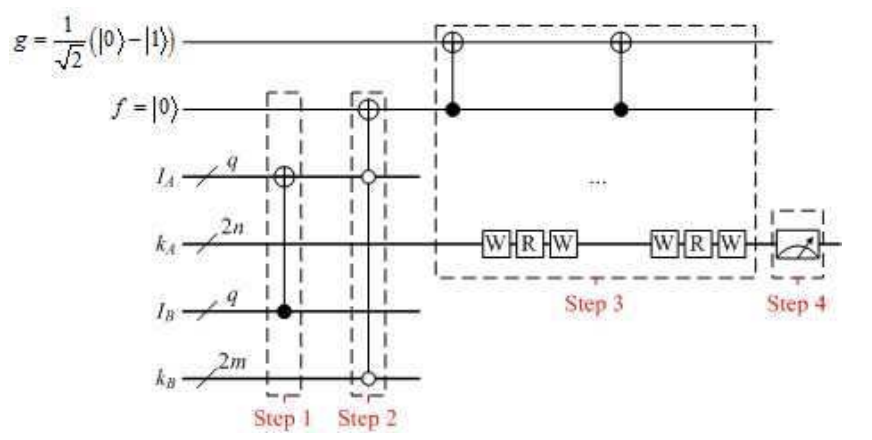 g = 1/√2 (|0⟩ − |1⟩)
f = |0⟩
I_A q
k_A 2n
I_B q
k_B 2m
...
W R W W R W
Step 3
Step 4
Step 1
Step 2